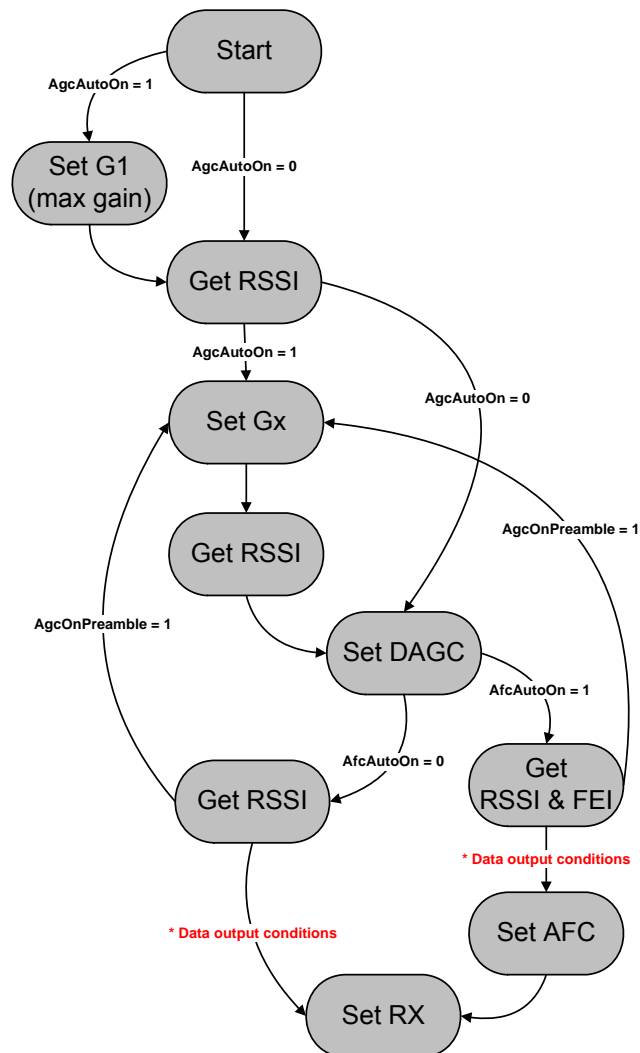 Start
AgcAutoOn = 1
AgcAutoOn = 0
Set G1
(max gain)
Get RSSI
AgcAutoOn = 1
AgcAutoOn = 0
Set Gx
AgcOnPreamble = 1
Get RSSI
AgcOnPreamble = 1
Set DAGC
AfcAutoOn = 1
AfcAutoOn = 0
Get RSSI
Get
RSSI & FEI
* Data output conditions
* Data output conditions
Set AFC
Set RX